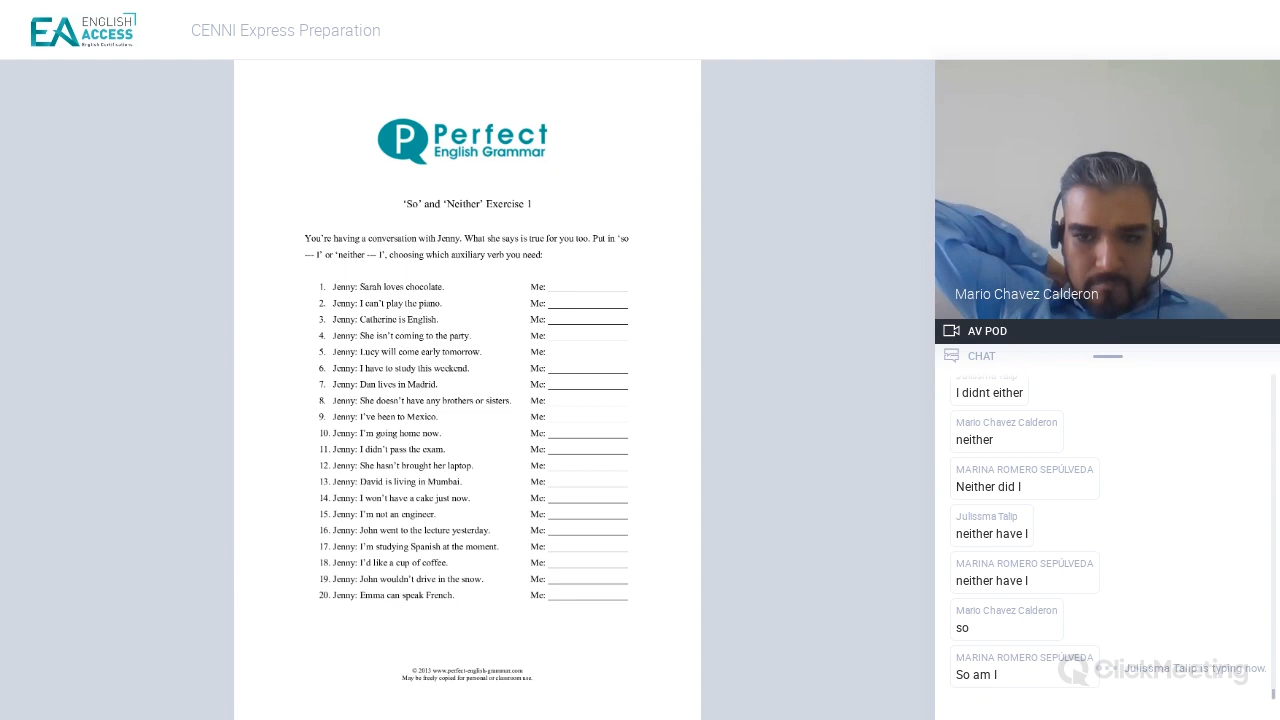 EA ENGLISH ACCESS English Certifications
CENNI Express Preparation
P Perfect
English Grammar
‘So’ and ‘Neither’ Exercise 1
You’re having a conversation with Jenny. What she says is true for you too. Put in ‘so
--- I’ or ‘neither --- I’, choosing which auxiliary verb you need:
1. Jenny: Sarah loves chocolate. Me:
2. Jenny: I can’t play the piano. Me:
3. Jenny: Catherine is English. Me:
4. Jenny: She isn’t coming to the party. Me:
5. Jenny: Lucy will come early tomorrow. Me:
6. Jenny: I have to study this weekend. Me:
7. Jenny: Dan lives in Madrid. Me:
8. Jenny: She doesn’t have any brothers or sisters. Me:
9. Jenny: I’ve been to Mexico. Me:
10. Jenny: I’m going home now. Me:
11. Jenny: I didn’t pass the exam. Me:
12. Jenny: She hasn’t brought her laptop. Me:
13. Jenny: David is living in Mumbai. Me:
14. Jenny: I won’t have a cake just now. Me:
15. Jenny: I’m not an engineer. Me:
16. Jenny: John went to the lecture yesterday. Me:
17. Jenny: I’m studying Spanish at the moment. Me:
18. Jenny: I’d like a cup of coffee. Me:
19. Jenny: John wouldn’t drive in the snow. Me:
20. Jenny: Emma can speak French. Me:
© 2013 www.perfect-english-grammar.com
May be freely copied for personal or classroom use.
Mario Chavez Calderon
AV POD
CHAT
Julissma Talip
I didnt either
Mario Chavez Calderon
neither
MARINA ROMERO SEPÚLVEDA
Neither did I
Julissma Talip
neither have I
MARINA ROMERO SEPÚLVEDA
neither have I
Mario Chavez Calderon
so
MARINA ROMERO SEPÚLVEDA
So am I
Julissma Talip is typing now.
ClickMeeting